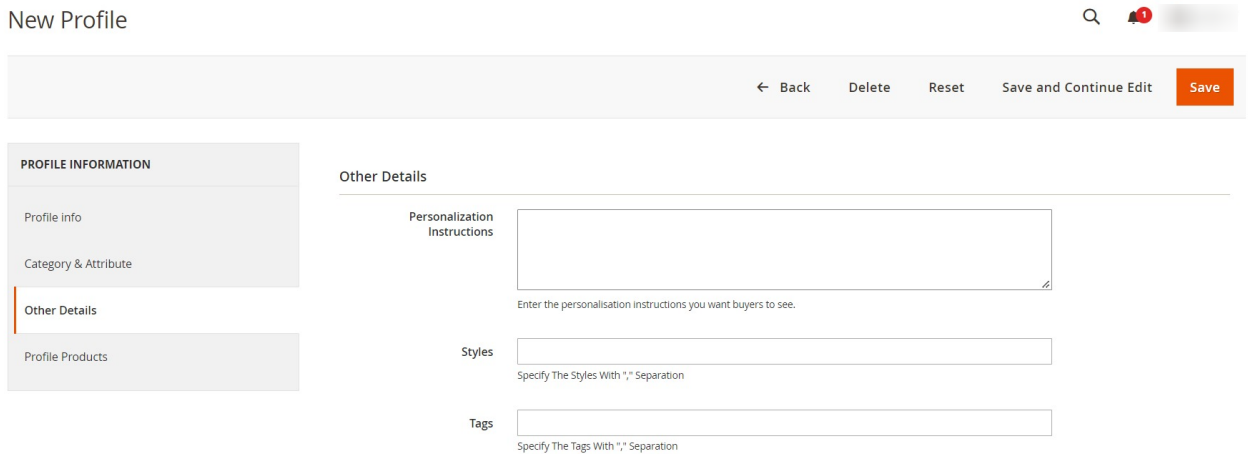 New Profile
1
← Back Delete Reset Save and Continue Edit Save
PROFILE INFORMATION
Profile info
Category & Attribute
Other Details
Profile Products
Other Details
Personalization
Instructions
Enter the personalisation instructions you want buyers to see.
Styles
Specify The Styles With "," Separation
Tags
Specify The Tags With "," Separation